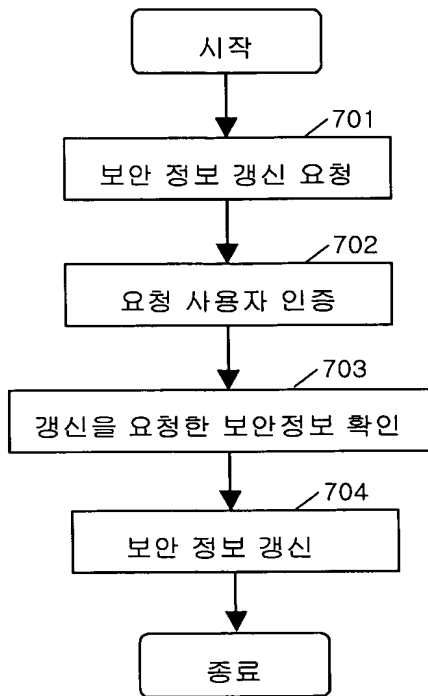 시작
701
보안 정보 갱신 요청
702
요청 사용자 인증
703
갱신을 요청한 보안정보 확인
704
보안 정보 갱신
종료